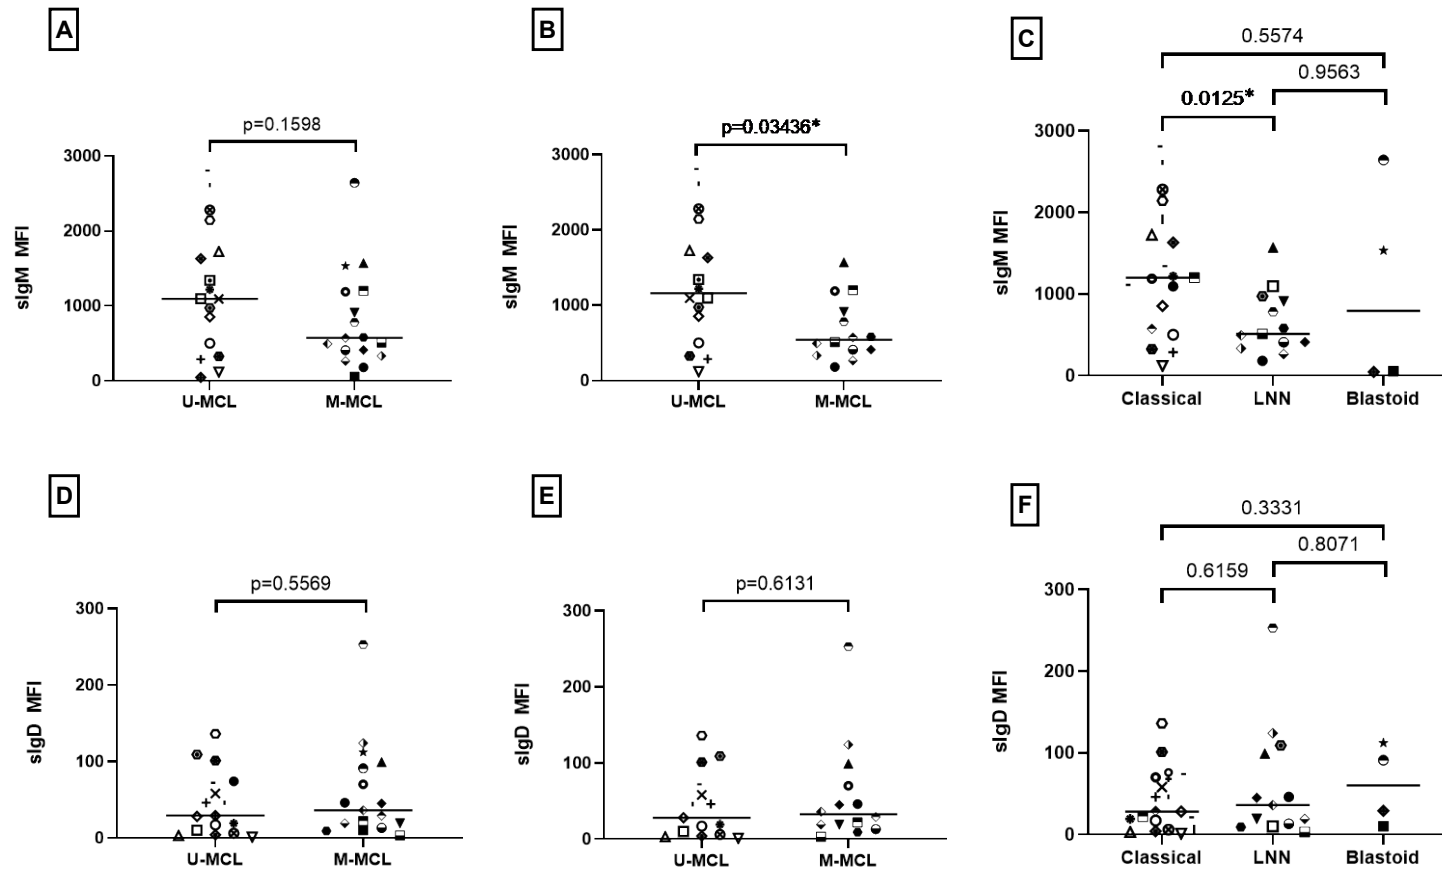 A
B
C
0.5574
0.9563
0.0125*
p=0.1598
p=0.03436*
sIgM MFI
3000
2000
1000
0
U-MCL
M-MCL
sIgM MFI
3000
2000
1000
0
U-MCL
M-MCL
sIgM MFI
3000
2000
1000
0
Classical
LNN
Blastoid
D
E
F
0.3331
0.8071
0.6159
p=0.5569
p=0.6131
sIgD MFI
300
200
100
0
U-MCL
M-MCL
sIgD MFI
300
200
100
0
U-MCL
M-MCL
sIgD MFI
300
200
100
0
Classical
LNN
Blastoid